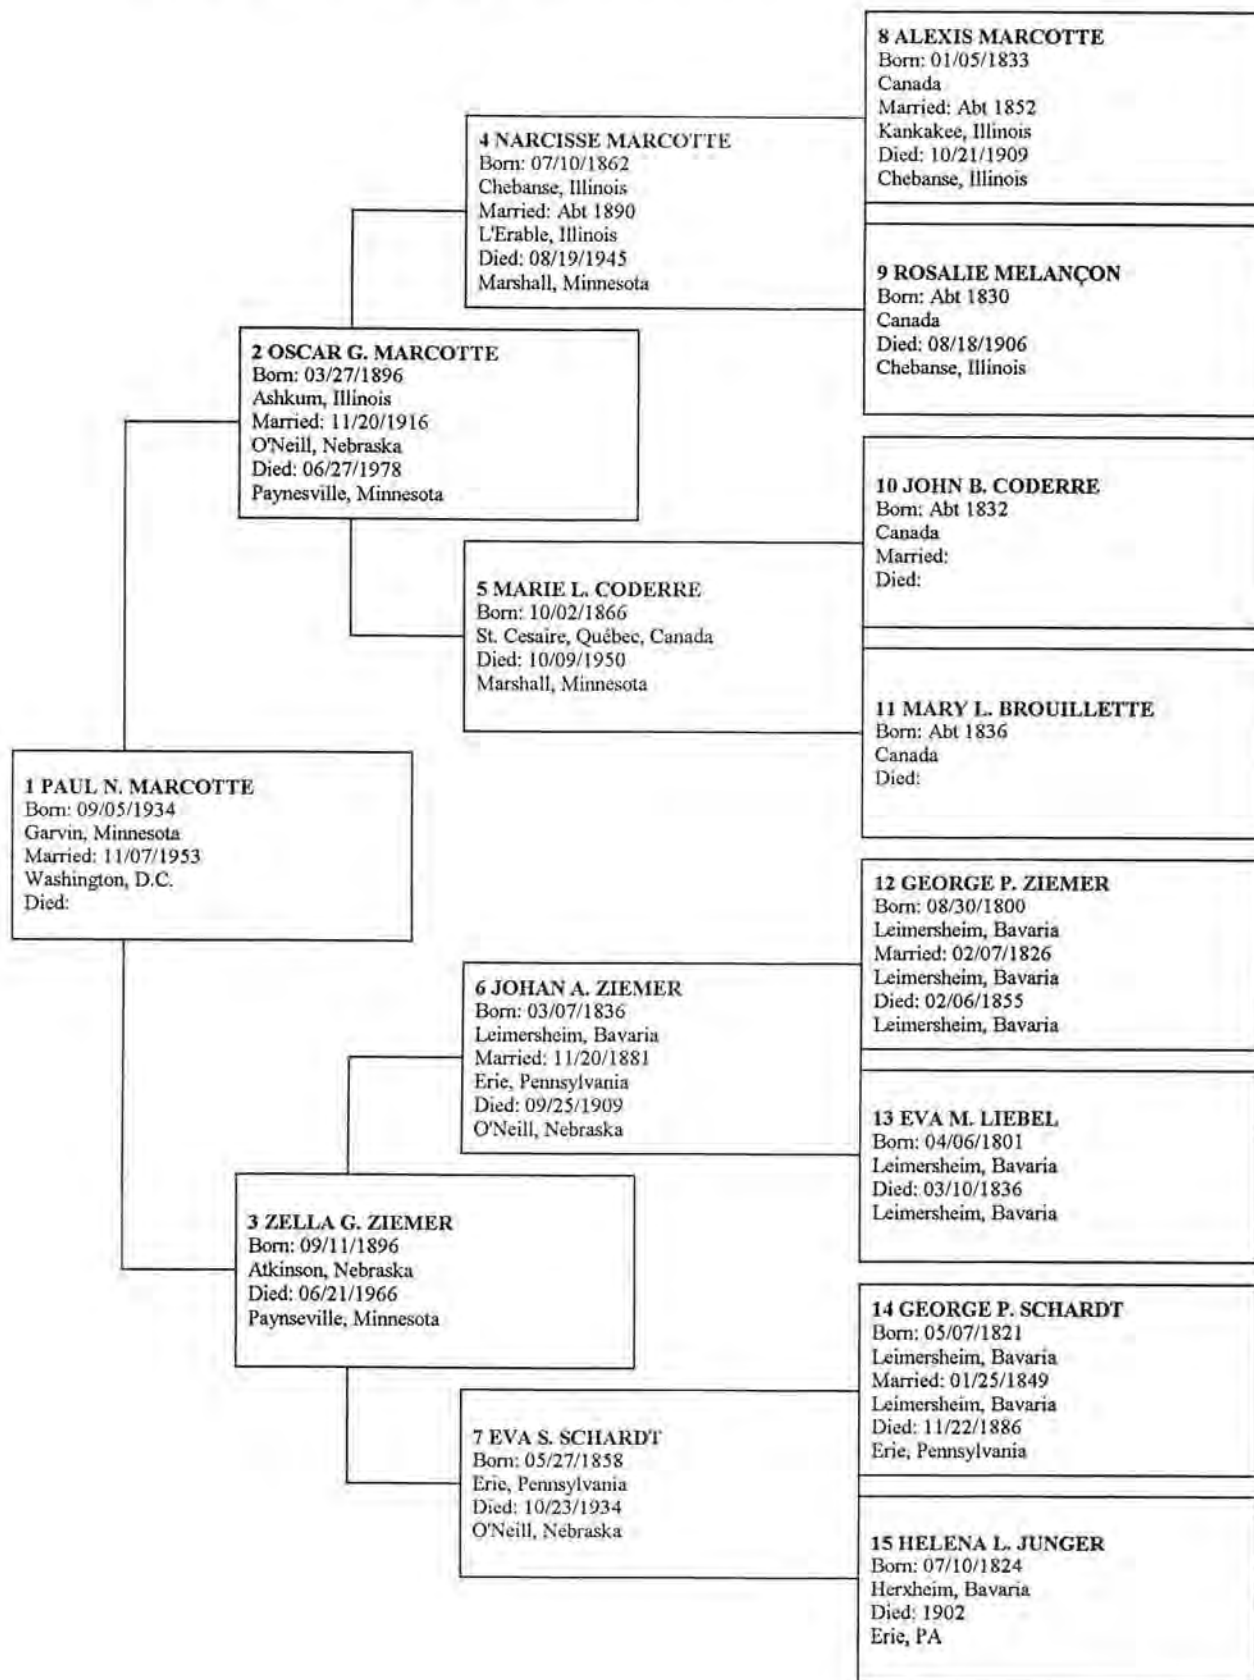 8 ALEXIS MARCOTTE
Born: 01/05/1833
Canada
Married: Abt 1852
Kankakee, Illinois
Died: 10/21/1909
Chebanse, Illinois
4 NARCISSE MARCOTTE
Born: 07/10/1862
Chebanse, Illinois
Married: Abt 1890
L'Erable, Illinois
Died: 08/19/1945
Marshall, Minnesota
9 ROSALIE MELANÇON
Born: Abt 1830
Canada
Died: 08/18/1906
Chebanse, Illinois
2 OSCAR G. MARCOTTE
Born: 03/27/1896
Ashkum, Illinois
Married: 11/20/1916
O'Neill, Nebraska
Died: 06/27/1978
Paynesville, Minnesota
10 JOHN B. CODERRE
Born: Abt 1832
Canada
Married:
Died:
5 MARIE L. CODERRE
Born: 10/02/1866
St. Cesaire, Québec, Canada
Died: 10/09/1950
Marshall, Minnesota
11 MARY L. BROUILLETTE
Born: Abt 1836
Canada
Died:
1 PAUL N. MARCOTTE
Born: 09/05/1934
Garvin, Minnesota
Married: 11/07/1953
Washington, D.C.
Died:
12 GEORGE P. ZIEMER
Born: 08/30/1800
Leimersheim, Bavaria
Married: 02/07/1826
Leimersheim, Bavaria
Died: 02/06/1855
Leimersheim, Bavaria
6 JOHAN A. ZIEMER
Born: 03/07/1836
Leimersheim, Bavaria
Married: 11/20/1881
Erie, Pennsylvania
Died: 09/25/1909
O'Neill, Nebraska
13 EVA M. LIEBEL
Born: 04/06/1801
Leimersheim, Bavaria
Died: 03/10/1836
Leimersheim, Bavaria
3 ZELLA G. ZIEMER
Born: 09/11/1896
Atkinson, Nebraska
Died: 06/21/1966
Paynseville, Minnesota
14 GEORGE P. SCHARDT
Born: 05/07/1821
Leimersheim, Bavaria
Married: 01/25/1849
Leimersheim, Bavaria
Died: 11/22/1886
Erie, Pennsylvania
7 EVA S. SCHARDT
Born: 05/27/1858
Erie, Pennsylvania
Died: 10/23/1934
O'Neill, Nebraska
15 HELENA L. JUNGER
Born: 07/10/1824
Herxheim, Bavaria
Died: 1902
Erie, PA